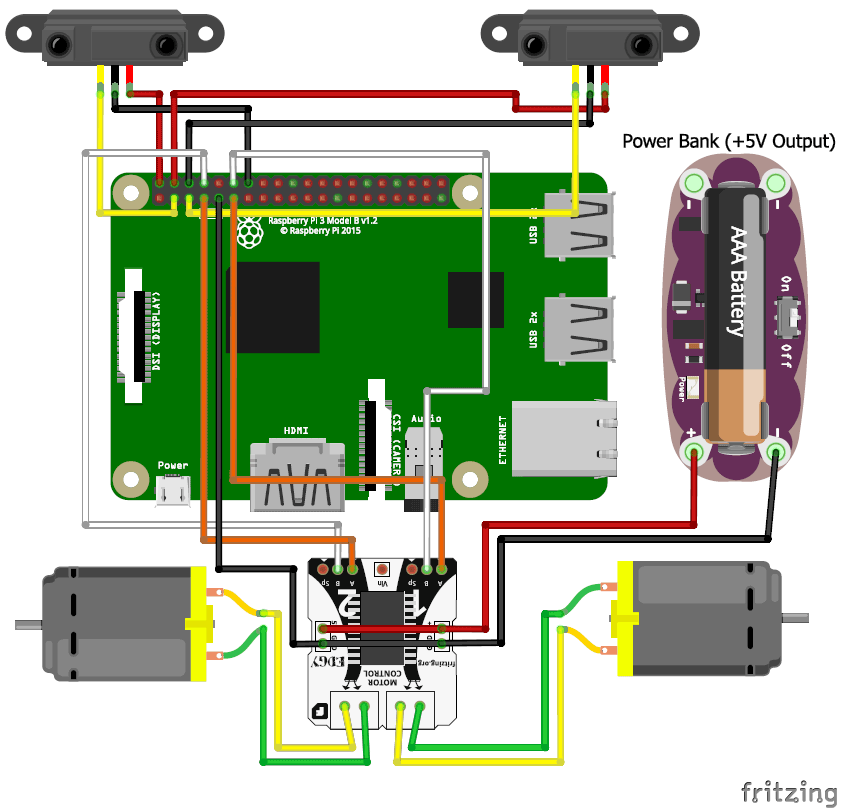 Power Bank (+5V Output)
Raspberry Pi 3 Model B v1.2
© Raspberry Pi 2015
USB 2x
USB 2x
DSI (DISPLAY)
Power
HDMI
CSI (CAMERA)
Audio
ETHERNET
AAA Battery
On
Off
Power
-
-
+
-
Sp
B
A
Vin
Sp
B
A
2
1
EDGY
fritzing.org
MOTOR
CONTROL
fritzing